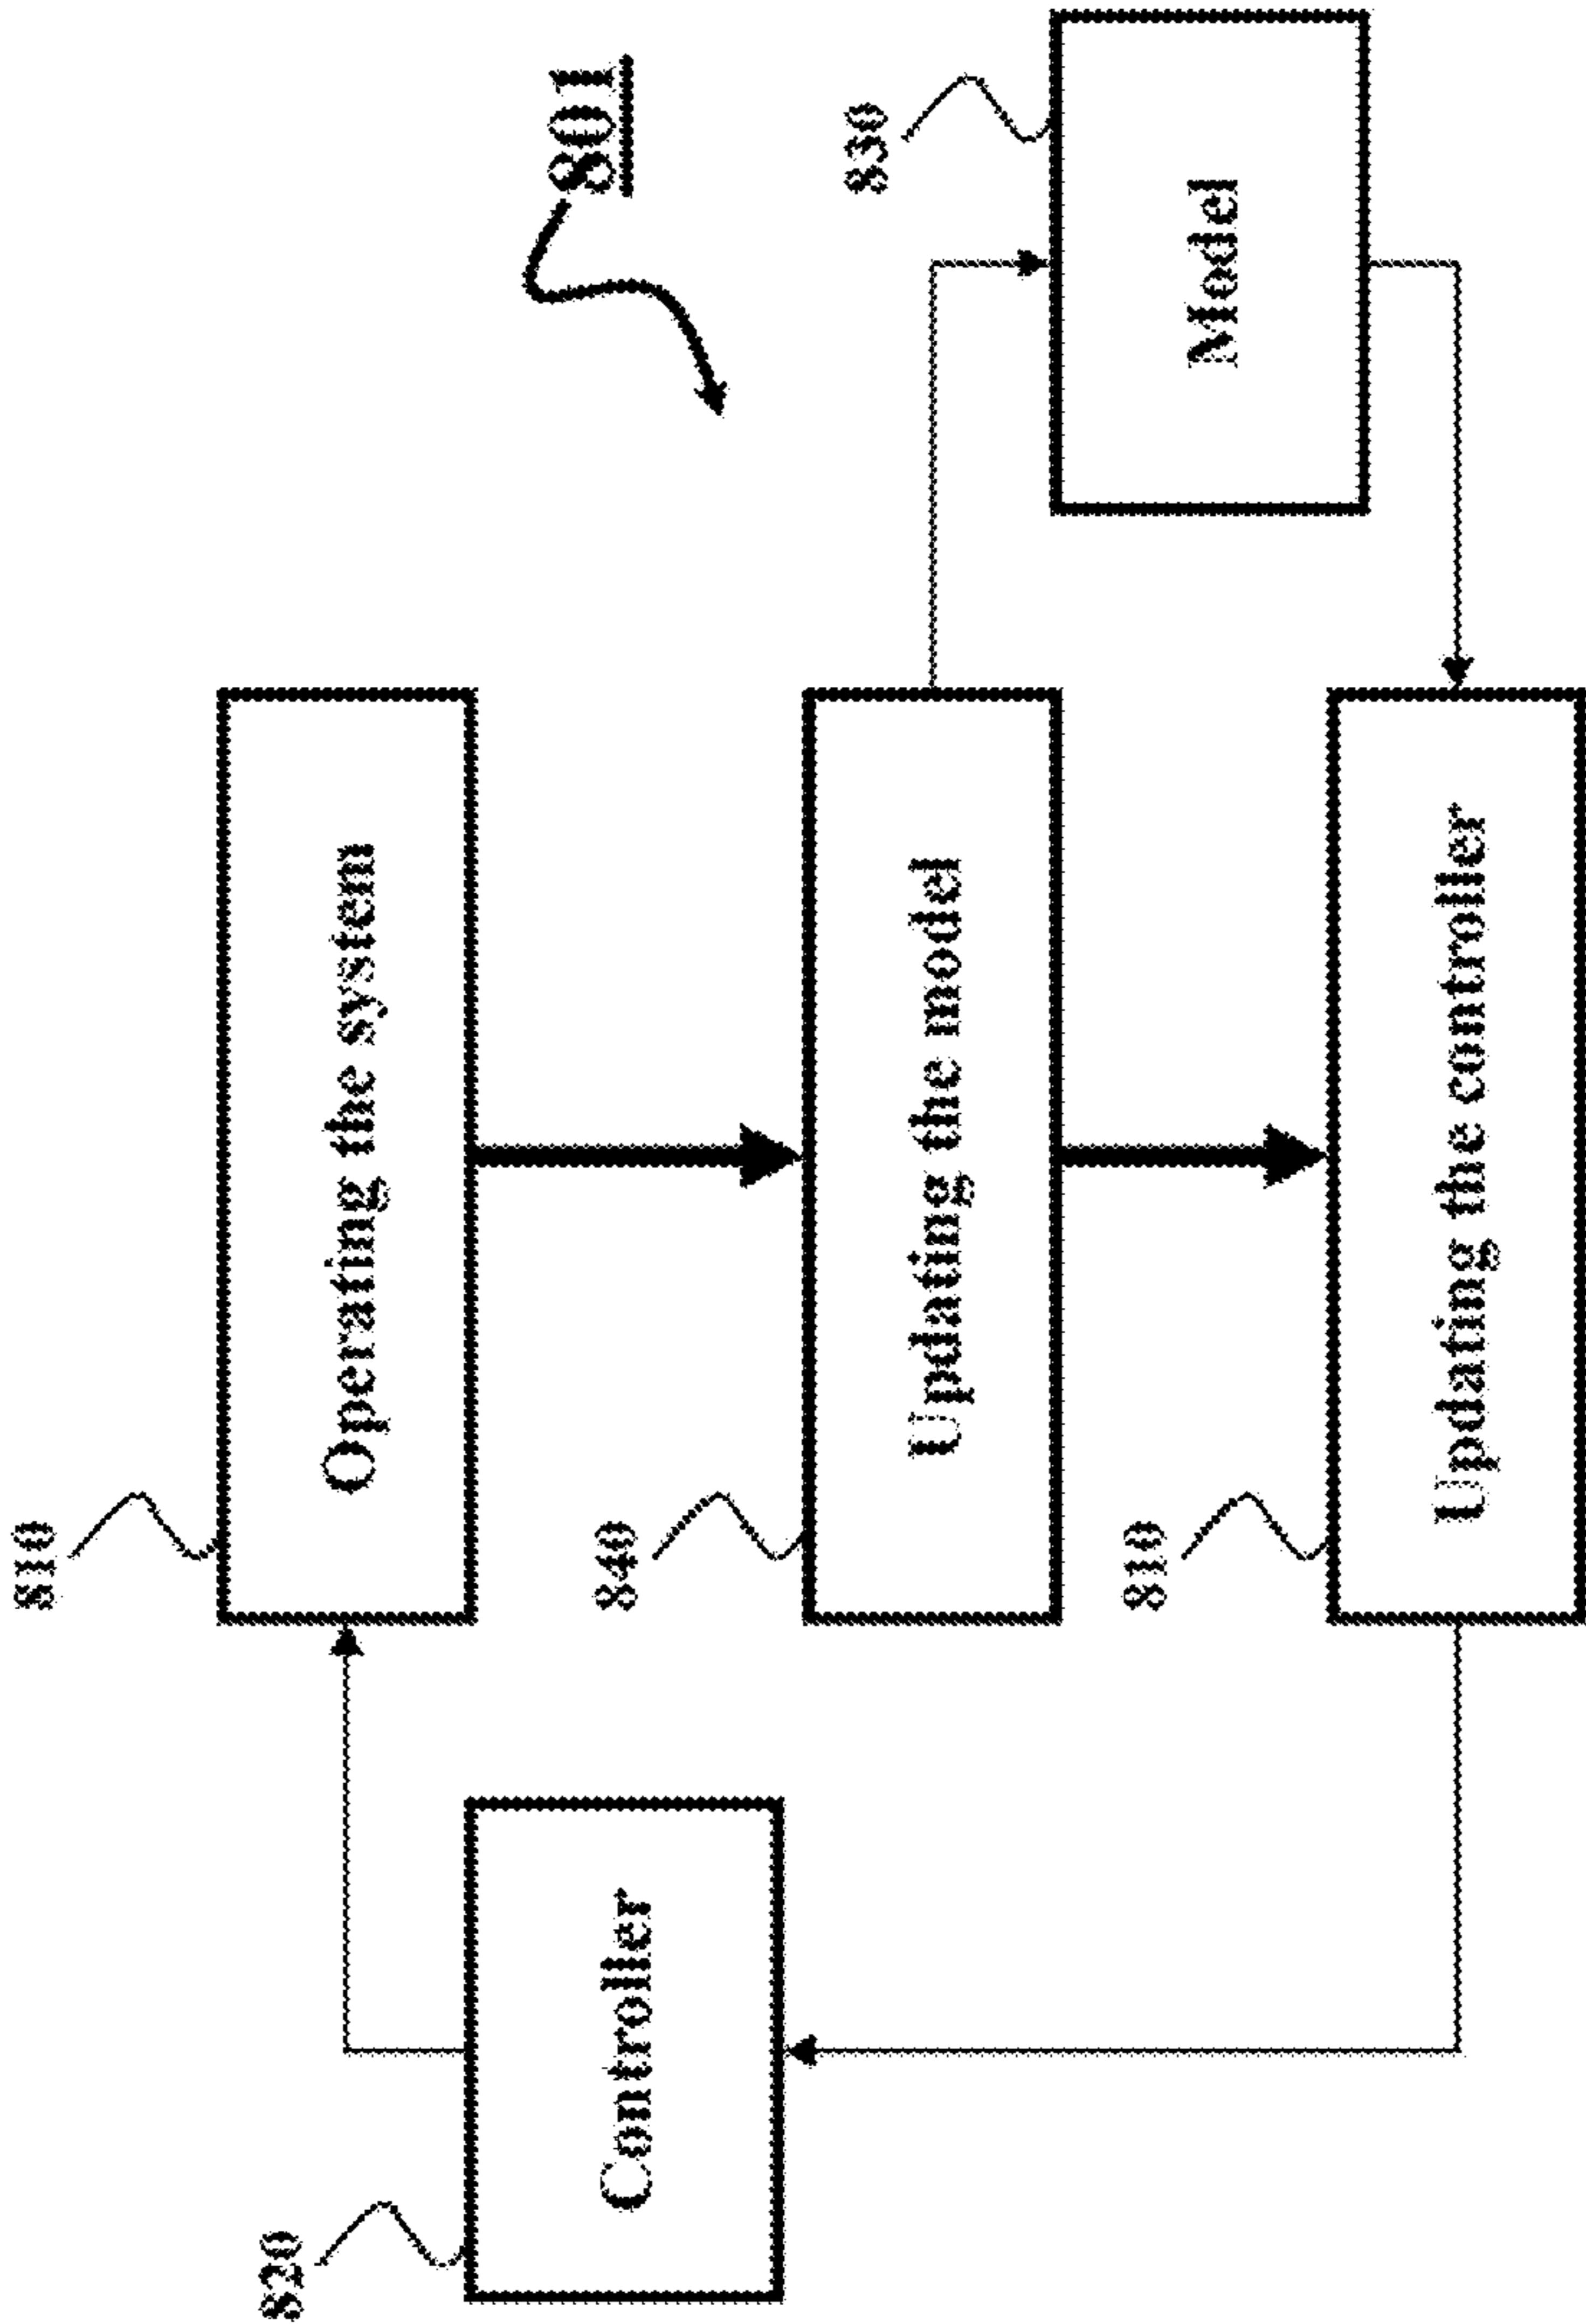 801
810
Operating the system
820
Controller
840
Updating the model
830
Model
810
Updating the controller